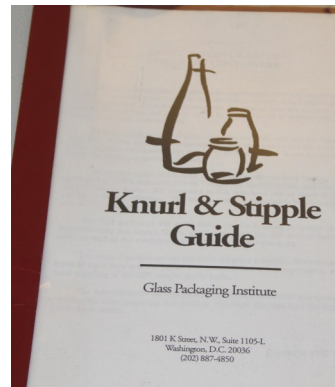 Knurl & Stipple
Guide
Glass Packaging Institute
1801 K Street, N.W., Suite 1105-L
Washington, D.C. 20036
(202) 887-4850